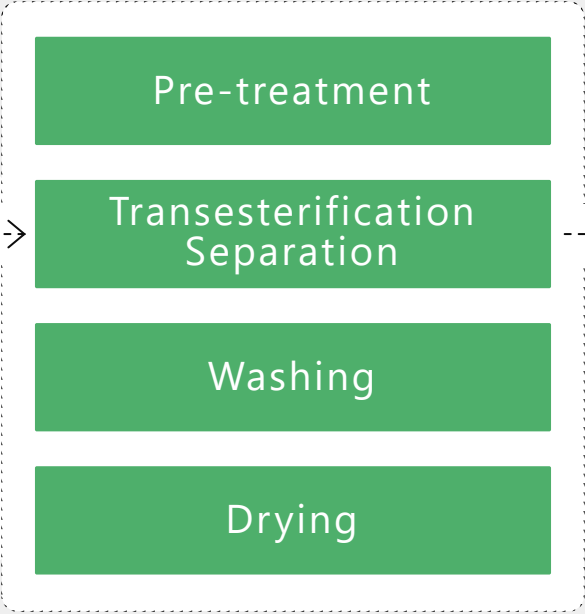 Pre-treatment
Transesterification
Separation
Washing
Drying